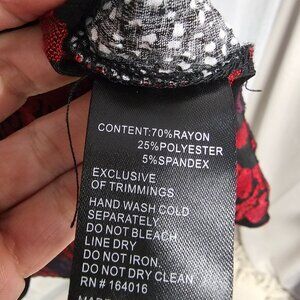 CONTENT:70%RAYON
25%POLYESTER
5%SPANDEX
EXCLUSIVE
OF TRIMMINGS
HAND WASH COLD
SEPARATELY
DO NOT BLEACH
LINE DRY
DO NOT IRON.
DO NOT DRY CLEAN
RN # 164016